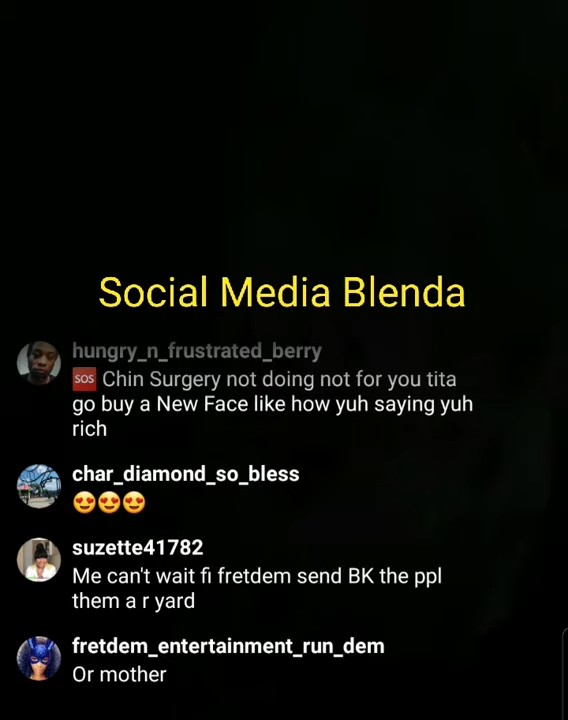 Social Media Blenda
hungry_n_frustrated_berry
🆘 Chin Surgery not doing not for you tita
go buy a New Face like how yuh saying yuh
rich
char_diamond_so_bless
😍😍😍
suzette41782
Me can't wait fi fretdem send BK the ppl
them a r yard
fretdem_entertainment_run_dem
Or mother